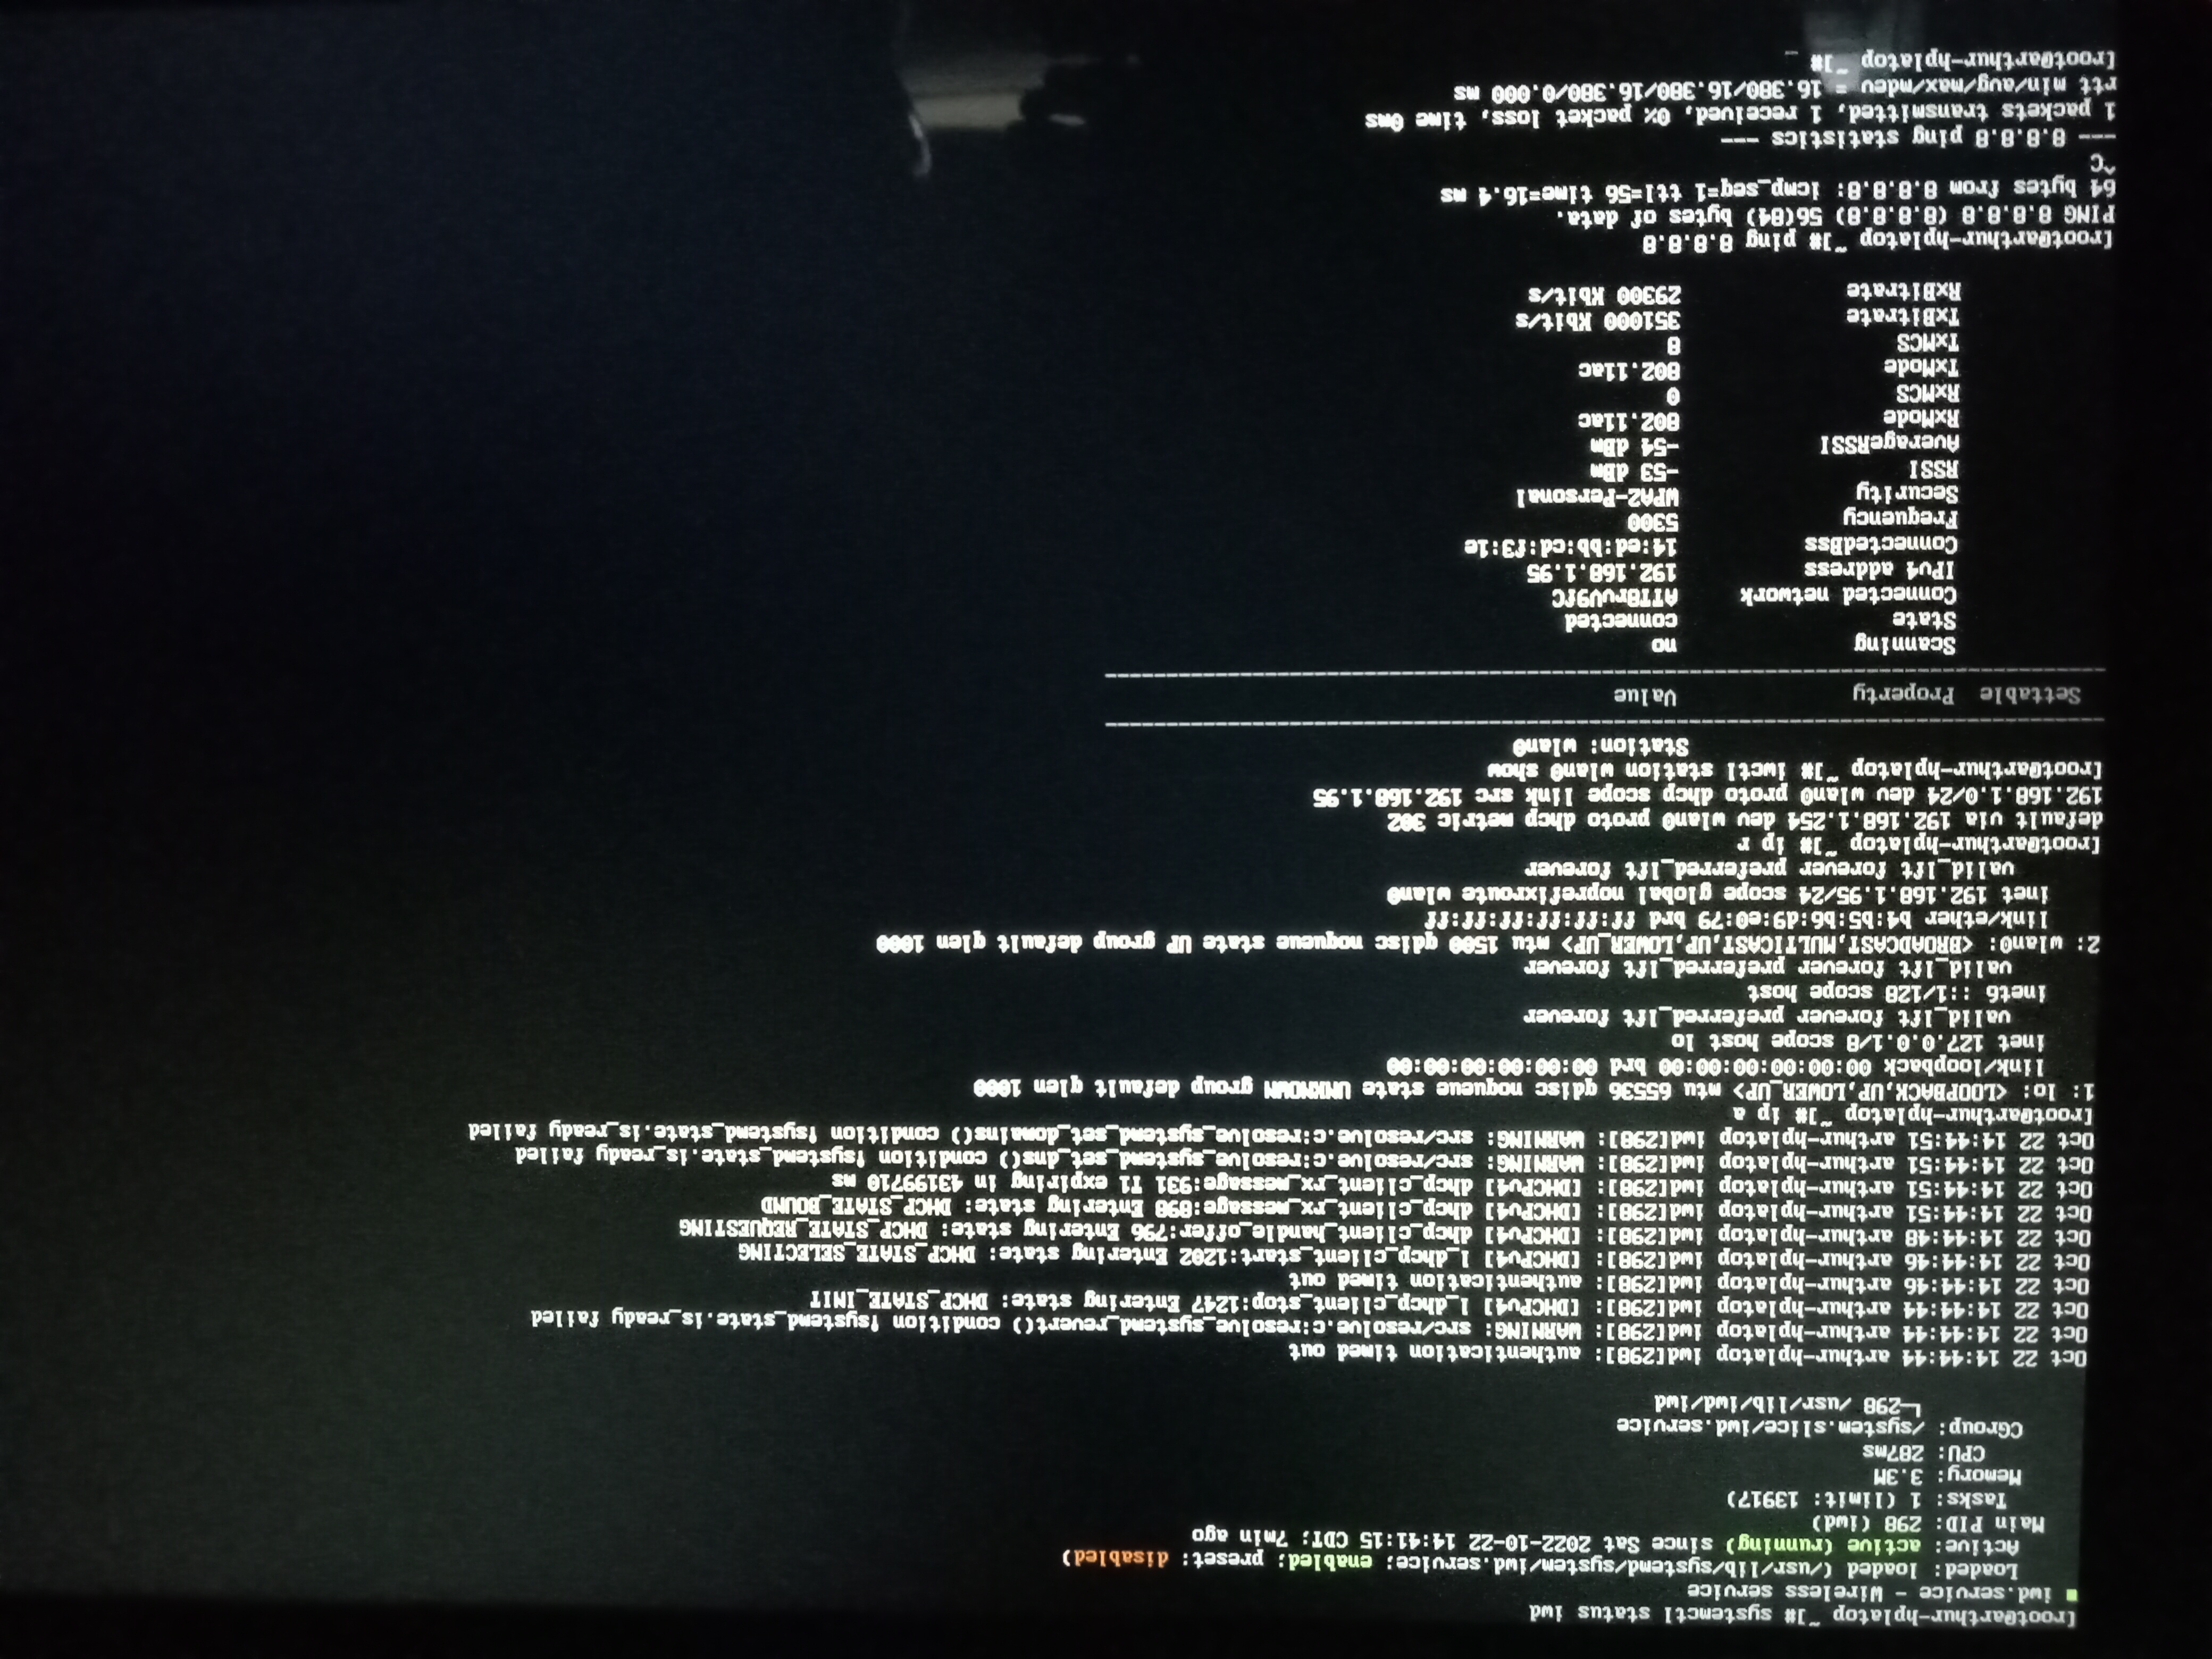 [root@arthur-hplatop ~]# systemctl status iwd
■ iwd.service - Wireless service
Loaded: loaded (/usr/lib/systemd/system/iwd.service; enabled; preset: disabled)
Active: active (running) since Sat 2022-10-22 14:41:15 CDT; 7min ago
Main PID: 298 (iwd)
Tasks: 1 (limit: 13917)
Memory: 3.3M
CPU: 287ms
CGroup: /system.slice/iwd.service
└─298 /usr/lib/iwd/iwd
Oct 22 14:44:44 arthur-hplatop iwd[298]: authentication timed out
Oct 22 14:44:44 arthur-hplatop iwd[298]: WARNING: src/resolve.c:resolve_systemd_revert() condition !systemd_state.is_ready failed
Oct 22 14:44:44 arthur-hplatop iwd[298]: [DHCPv4] l_dhcp_client_stop:1247 Entering state: DHCP_STATE_INIT
Oct 22 14:44:46 arthur-hplatop iwd[298]: authentication timed out
Oct 22 14:44:46 arthur-hplatop iwd[298]: [DHCPv4] l_dhcp_client_start:1202 Entering state: DHCP_STATE_SELECTING
Oct 22 14:44:48 arthur-hplatop iwd[298]: [DHCPv4] dhcp_client_handle_offer:796 Entering state: DHCP_STATE_REQUESTING
Oct 22 14:44:51 arthur-hplatop iwd[298]: [DHCPv4] dhcp_client_rx_message:898 Entering state: DHCP_STATE_BOUND
Oct 22 14:44:51 arthur-hplatop iwd[298]: [DHCPv4] dhcp_client_rx_message:931 T1 expiring in 43199710 ms
Oct 22 14:44:51 arthur-hplatop iwd[298]: WARNING: src/resolve.c:resolve_systemd_set_dns() condition !systemd_state.is_ready failed
Oct 22 14:44:51 arthur-hplatop iwd[298]: WARNING: src/resolve.c:resolve_systemd_set_domains() condition !systemd_state.is_ready failed
[root@arthur-hplatop ~]# ip a
1: lo: <LOOPBACK,UP,LOWER_UP> mtu 65536 qdisc noqueue state UNKNOWN group default qlen 1000
link/loopback 00:00:00:00:00:00 brd 00:00:00:00:00:00
inet 127.0.0.1/8 scope host lo
valid_lft forever preferred_lft forever
inet6 ::1/128 scope host
valid_lft forever preferred_lft forever
2: wlan0: <BROADCAST,MULTICAST,UP,LOWER_UP> mtu 1500 qdisc noqueue state UP group default qlen 1000
link/ether b4:b5:b6:d9:e0:79 brd ff:ff:ff:ff:ff:ff
inet 192.168.1.95/24 scope global noprefixroute wlan0
valid_lft forever preferred_lft forever
[root@arthur-hplatop ~]# ip r
default via 192.168.1.254 dev wlan0 proto dhcp metric 302
192.168.1.0/24 dev wlan0 proto dhcp scope link src 192.168.1.95
[root@arthur-hplatop ~]# iwctl station wlan0 show
Station: wlan0
Settable Property Value
Scanning no
State connected
Connected network ATT8rvV9fC
IPv4 address 192.168.1.95
ConnectedBss 14:ed:bb:cd:f3:1e
Frequency 5300
Security WPA2-Personal
RSSI -53 dBm
AverageRSSI -54 dBm
RxMode 802.11ac
RxMCS 0
TxMode 802.11ac
TxMCS 8
TxBitrate 351000 Kbit/s
RxBitrate 29300 Kbit/s
[root@arthur-hplatop ~]# ping 8.8.8.8
PING 8.8.8.8 (8.8.8.8) 56(84) bytes of data.
64 bytes from 8.8.8.8: icmp_seq=1 ttl=56 time=16.4 ms
^C
--- 8.8.8.8 ping statistics ---
1 packets transmitted, 1 received, 0% packet loss, time 0ms
rtt min/avg/max/mdev = 16.380/16.380/16.380/0.000 ms
[root@arthur-hplatop ~]# _